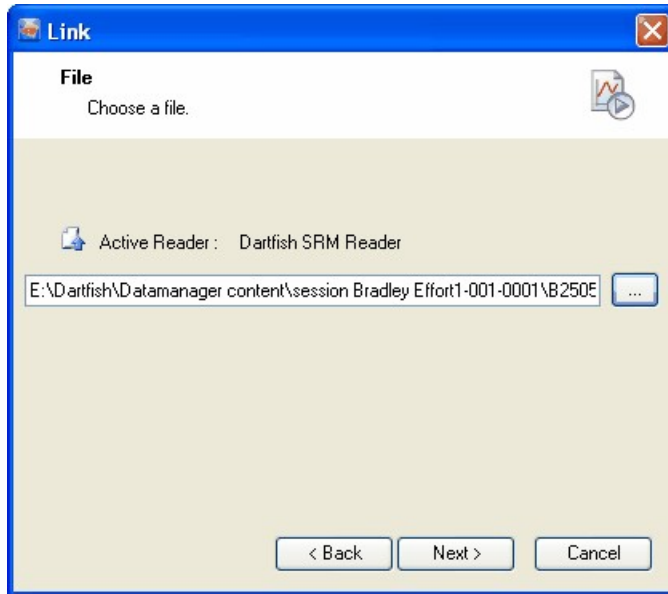 Link
File
Choose a file.
Active Reader : Dartfish SRM Reader
E:\Dartfish\Datamanager content\session Bradley Effort1-001-0001\B2505
...
< Back Next > Cancel